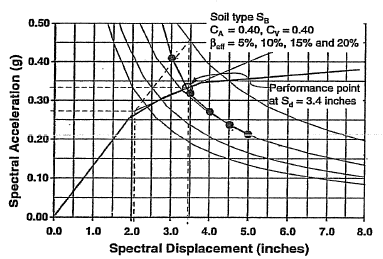 Soil type S_B
C_A = 0.40, C_V = 0.40
β_eff = 5%, 10%, 15% and 20%
Performance point
at S_d = 3.4 inches
Spectral Acceleration (g)
0.50
0.40
0.30
0.20
0.10
0.00
0 1.0 2.0 3.0 4.0 5.0 6.0 7.0 8.0
Spectral Displacement (inches)